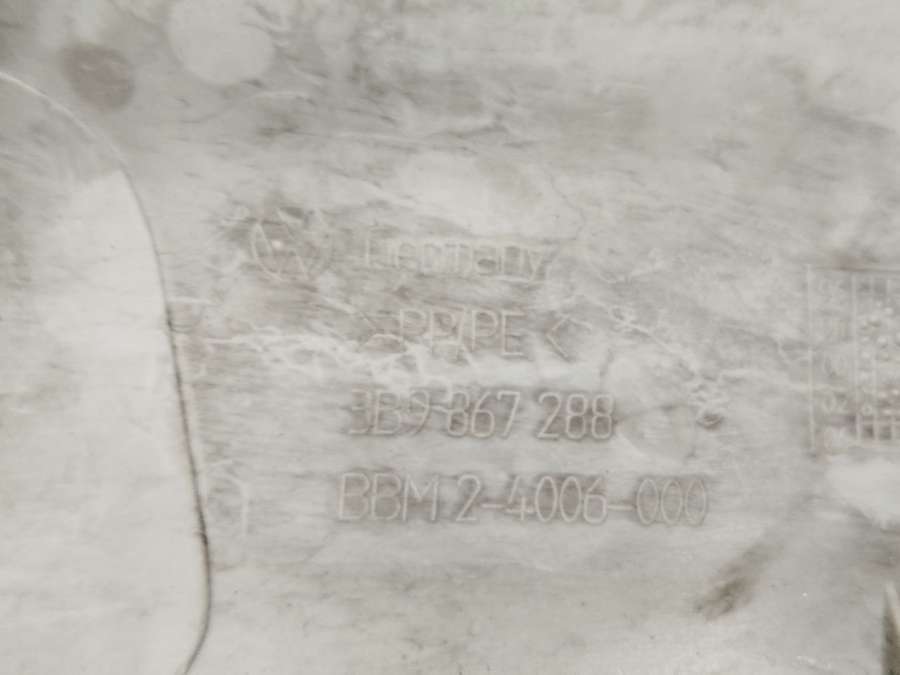 Germany
>PP/PE<
3B9 867 288
BBM 2-4006-000